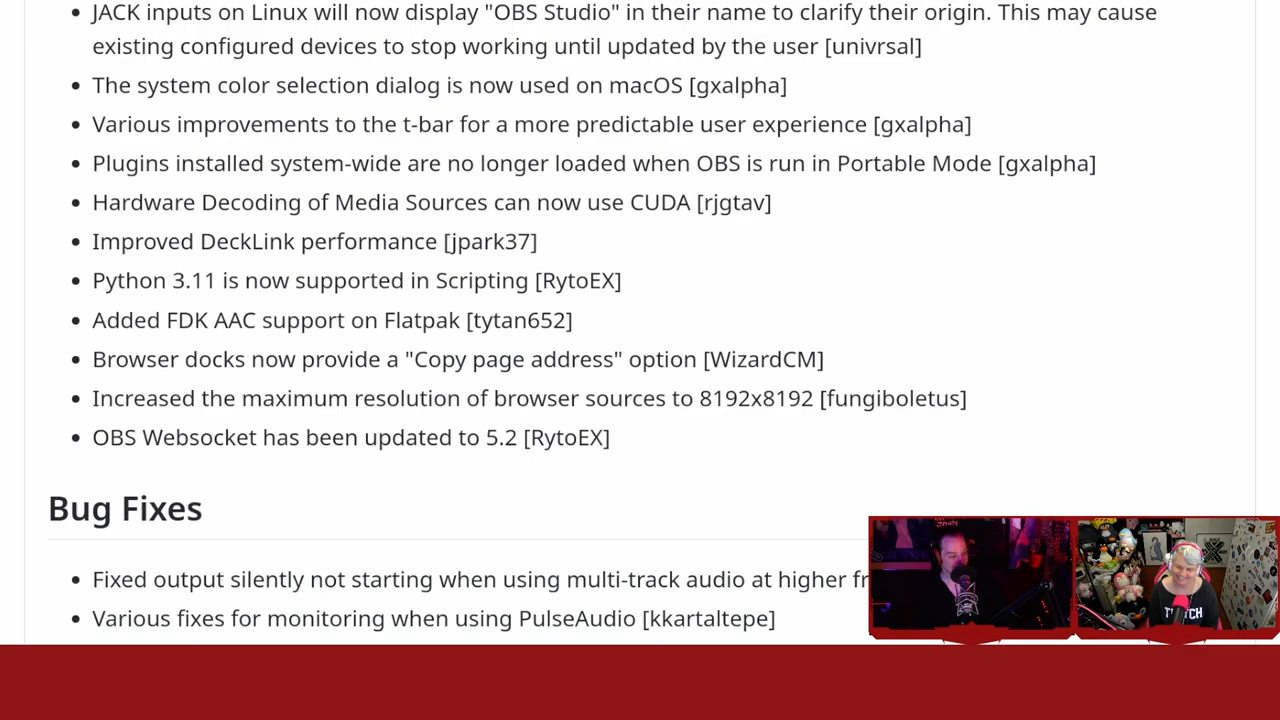 JACK inputs on Linux will now display "OBS Studio" in their name to clarify their origin. This may cause
existing configured devices to stop working until updated by the user [univrsal]
The system color selection dialog is now used on macOS [gxalpha]
Various improvements to the t-bar for a more predictable user experience [gxalpha]
Plugins installed system-wide are no longer loaded when OBS is run in Portable Mode [gxalpha]
Hardware Decoding of Media Sources can now use CUDA [rjgtav]
Improved DeckLink performance [jpark37]
Python 3.11 is now supported in Scripting [RytoEX]
Added FDK AAC support on Flatpak [tytan652]
Browser docks now provide a "Copy page address" option [WizardCM]
Increased the maximum resolution of browser sources to 8192x8192 [fungiboletus]
OBS Websocket has been updated to 5.2 [RytoEX]
Bug Fixes
Fixed output silently not starting when using multi-track audio at higher fr
Various fixes for monitoring when using PulseAudio [kkartaltepe]